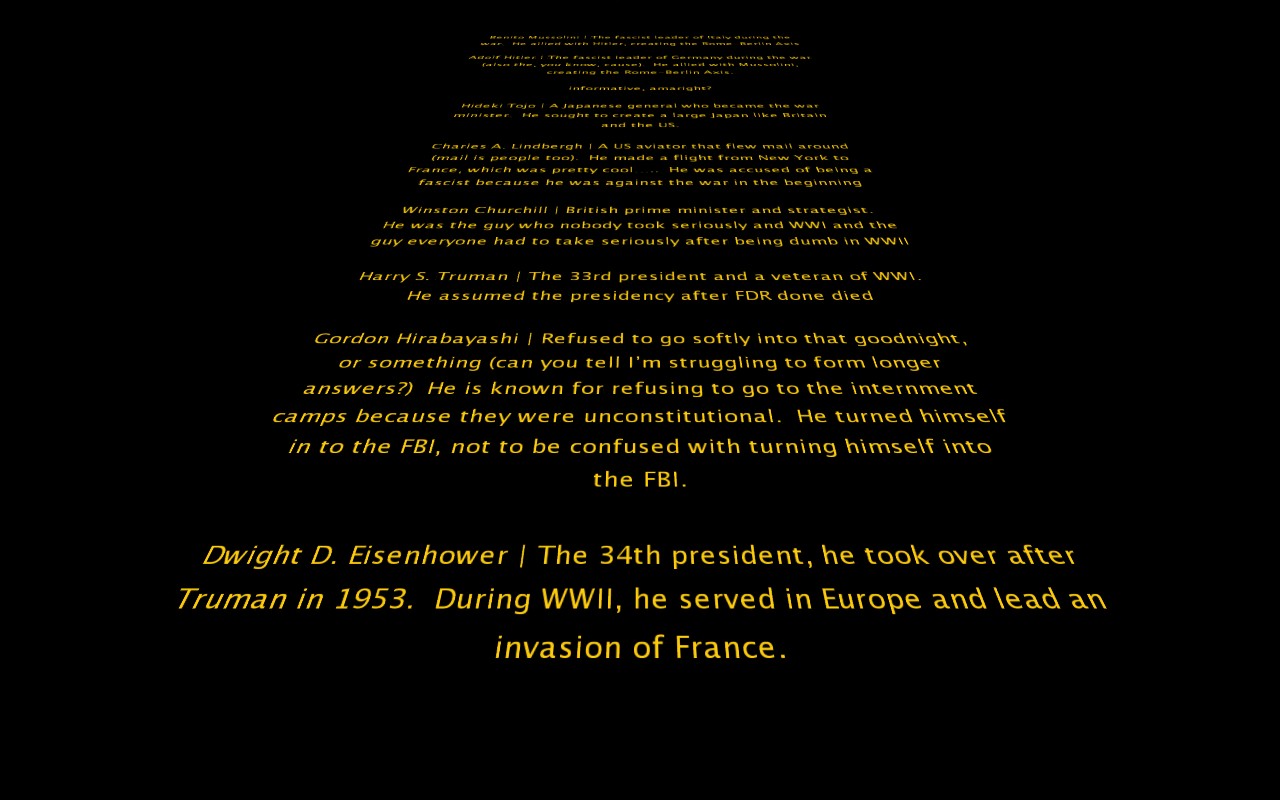 Benito Mussolini | The fascist leader of Italy during the
war. He allied with Hitler, creating the Rome-Berlin Axis
Adolf Hitler | The fascist leader of Germany during the war
(also the, you know, cause). He allied with Mussolini,
creating the Rome-Berlin Axis.
informative, amaright?
Hideki Tojo | A Japanese general who became the war
minister. He sought to create a large Japan like Britain
and the US.
Charles A. Lindbergh | A US aviator that flew mail around
(mail is people too). He made a flight from New York to
France, which was pretty cool .... He was accused of being a
fascist because he was against the war in the beginning
Winston Churchill | British prime minister and strategist.
He was the guy who nobody took seriously and WWI and the
guy everyone had to take seriously after being dumb in WWII
Harry S. Truman | The 33rd president and a veteran of WWI.
He assumed the presidency after FDR done died
Gordon Hirabayashi | Refused to go softly into that goodnight,
or something (can you tell I'm struggling to form longer
answers?) He is known for refusing to go to the internment
camps because they were unconstitutional. He turned himself
in to the FBI, not to be confused with turning himself into
the FBI.
Dwight D. Eisenhower | The 34th president, he took over after
Truman in 1953. During WWII, he served in Europe and lead an
invasion of France.